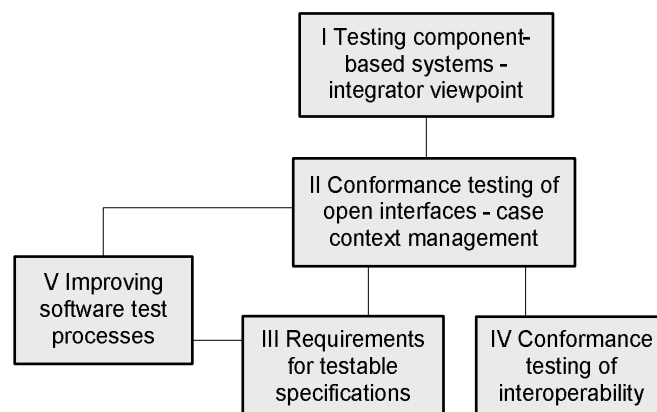 I Testing component-
based systems -
integrator viewpoint
II Conformance testing of
open interfaces - case
context management
V Improving
software test
processes
III Requirements
for testable
specifications
IV Conformance
testing of
interoperability